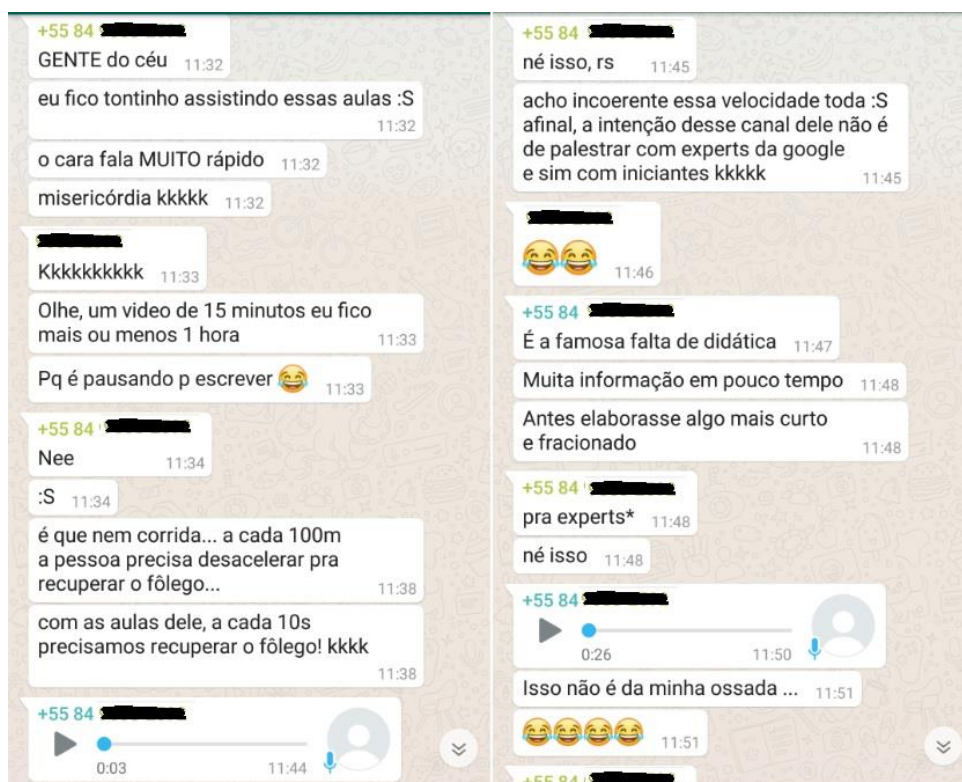 +55 84
GENTE do céu 11:32
eu fico tontinho assistindo essas aulas :S
11:32
o cara fala MUITO rápido 11:32
misericórdia kkkkk 11:32
Kkkkkkkkkk 11:33
Olhe, um video de 15 minutos eu fico
mais ou menos 1 hora 11:33
Pq é pausando p escrever 😂 11:33
+55 84
Nee 11:34
:S 11:34
é que nem corrida... a cada 100m
a pessoa precisa desacelerar pra
recuperar o fôlego... 11:38
com as aulas dele, a cada 10s
precisamos recuperar o fôlego! kkkk
11:38
+55 84
0:03 11:44
+55 84
né isso, rs 11:45
acho incoerente essa velocidade toda :S
afinal, a intenção desse canal dele não é
de palestrar com experts da google
e sim com iniciantes kkkkk 11:45
😂😂 11:46
+55 84
É a famosa falta de didática 11:47
Muita informação em pouco tempo 11:48
Antes elaborasse algo mais curto
e fracionado 11:48
+55 84
pra experts* 11:48
né isso 11:48
+55 84
0:26 11:50
Isso não é da minha ossada ... 11:51
😂😂😂😂 11:51
+55 84